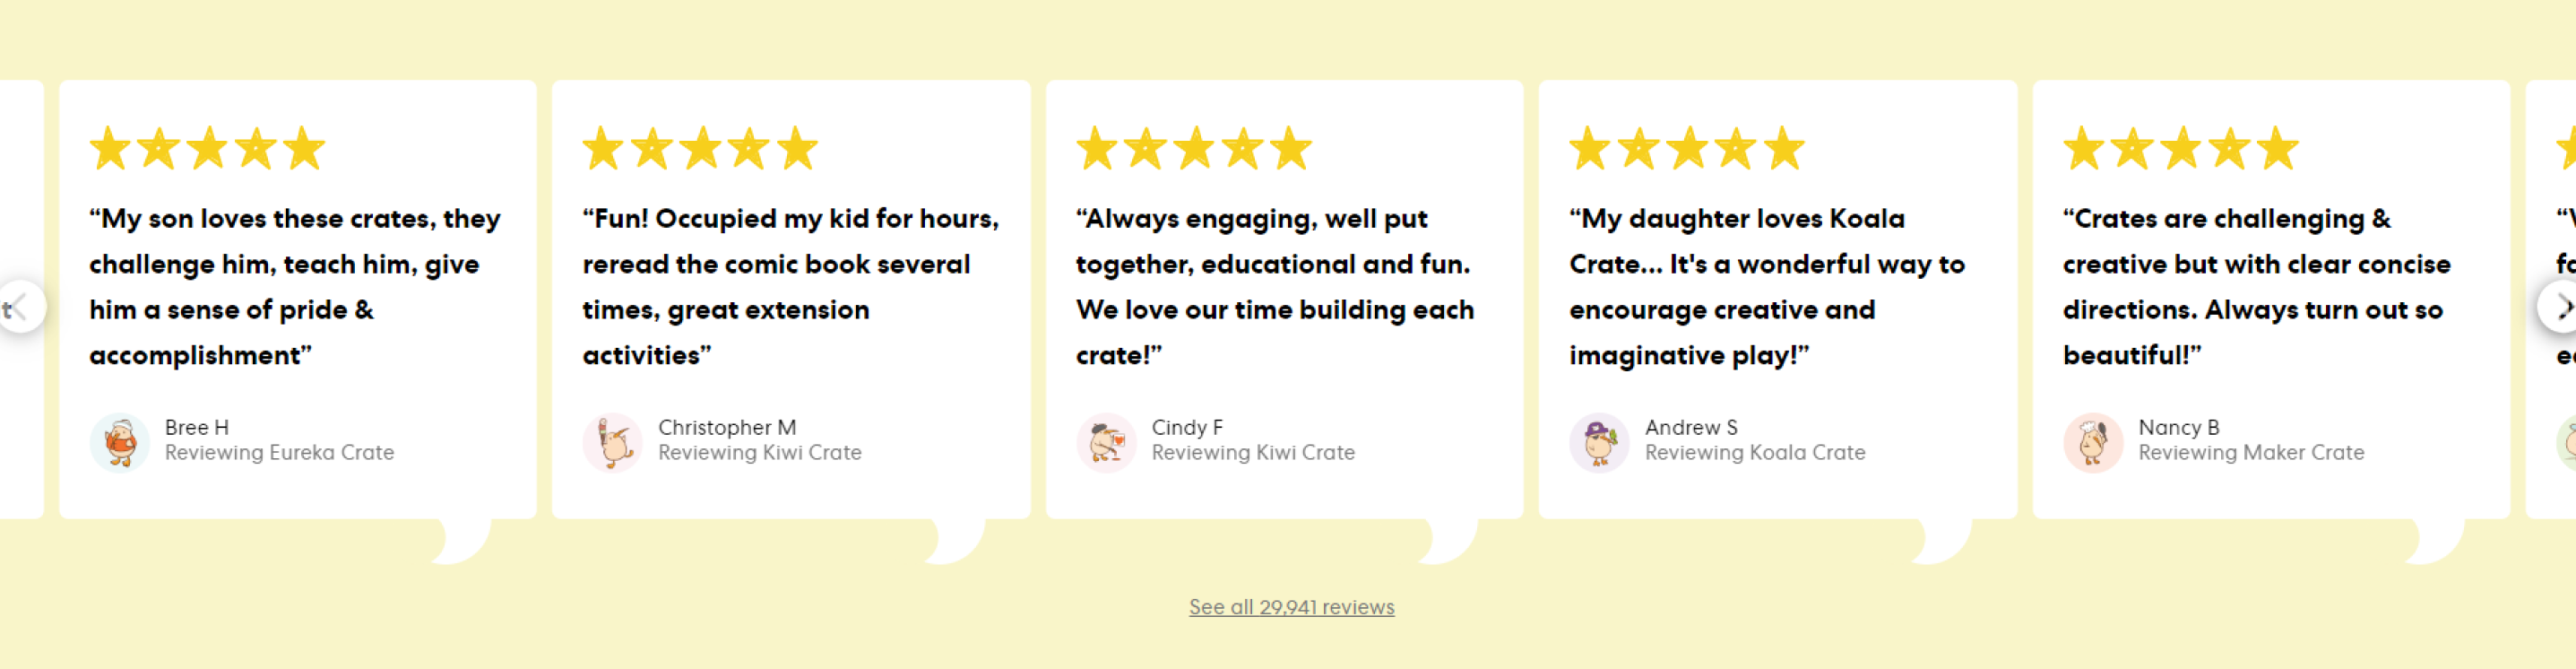 “My son loves these crates, they
challenge him, teach him, give
him a sense of pride &
accomplishment”
Bree H
Reviewing Eureka Crate
“Fun! Occupied my kid for hours,
reread the comic book several
times, great extension
activities”
Christopher M
Reviewing Kiwi Crate
“Always engaging, well put
together, educational and fun.
We love our time building each
crate!”
Cindy F
Reviewing Kiwi Crate
“My daughter loves Koala
Crate... It's a wonderful way to
encourage creative and
imaginative play!”
Andrew S
Reviewing Koala Crate
“Crates are challenging &
creative but with clear concise
directions. Always turn out so
beautiful!”
Nancy B
Reviewing Maker Crate
See all 29,941 reviews